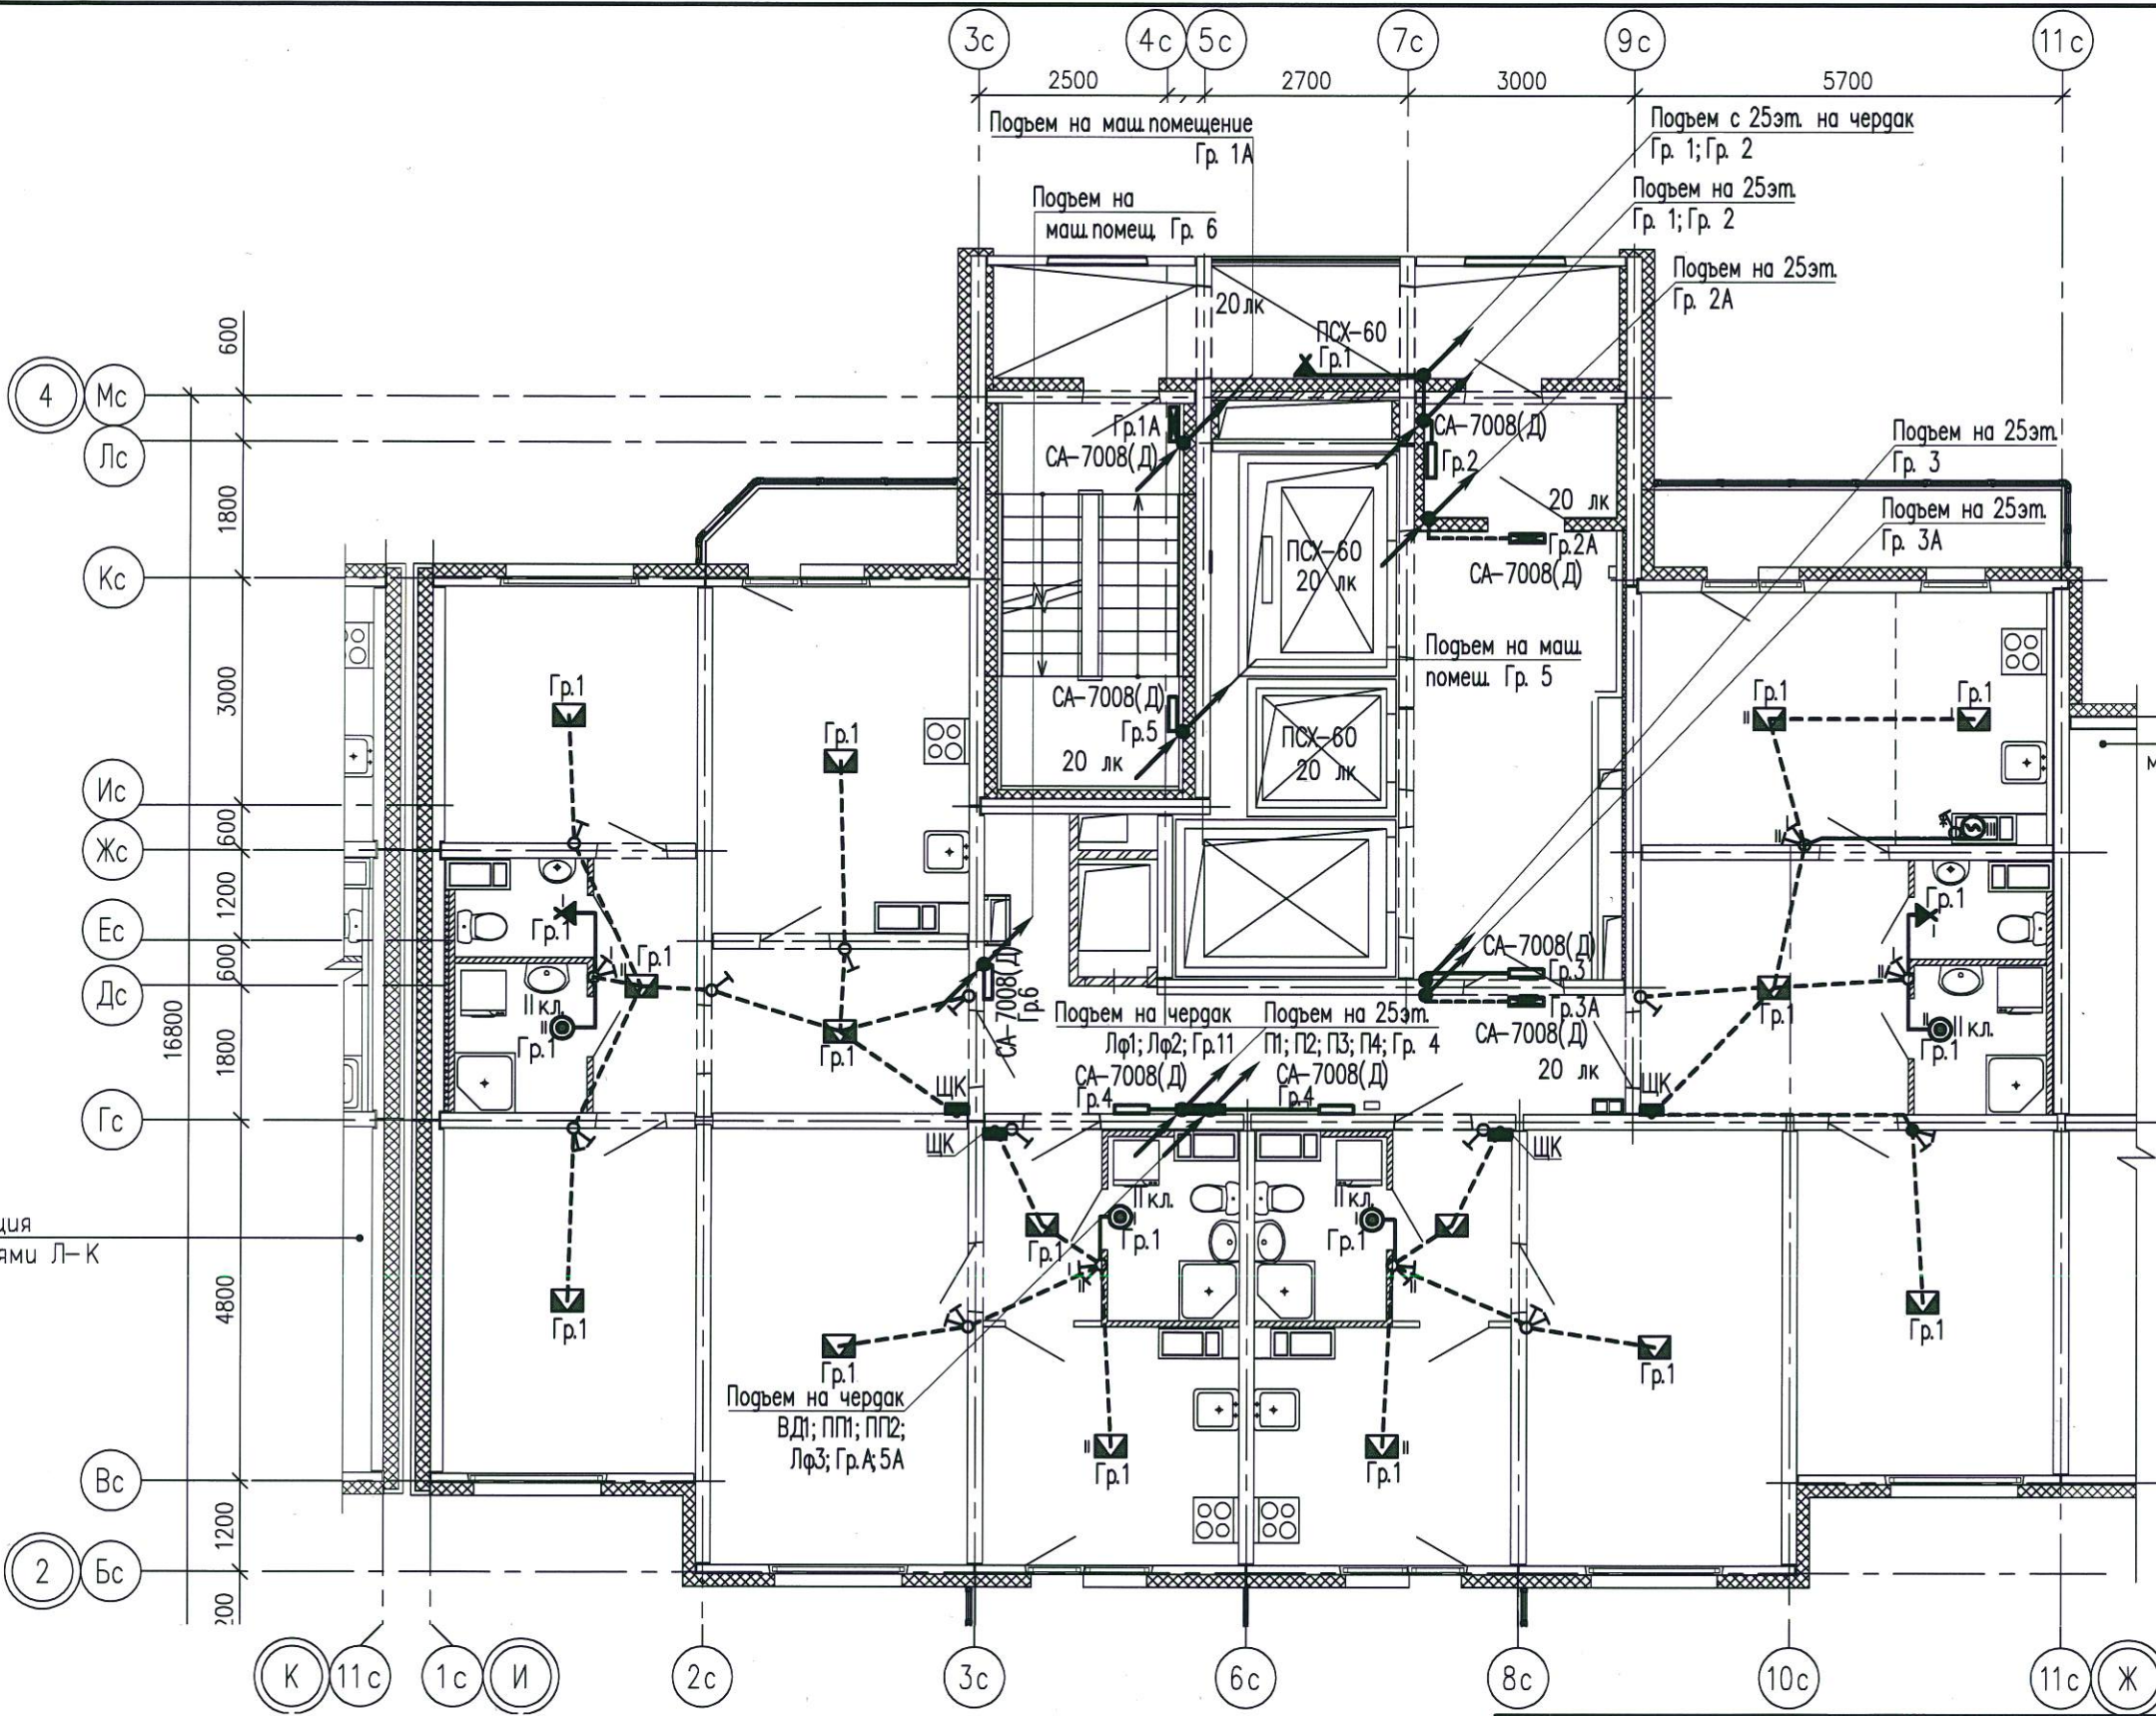 3с
4с
5с
7с
9с
11с
2500
2700
3000
5700
Подъем на маш.помещение
Гр. 1А
Подъем с 25эт. на чердак
Гр. 1; Гр. 2
Подъем на
маш.помещ. Гр. 6
Подъем на 25эт.
Гр. 1; Гр. 2
Подъем на 25эт.
Гр. 2А
20 лк
ПСХ-60
Гр.1
600
4
Мс
Лс
Гр.1А
СА-7008(Д)
СА-7008(Д)
Гр.2
Подъем на 25эт.
Гр. 3
1800
20 лк
Подъем на 25эт.
Гр. 3А
Кс
ПСХ-60
20 лк
Гр.2А
СА-7008(Д)
3000
Гр.1
Гр.1
СА-7008(Д)
Гр.5
20 лк
Подъем на маш.
помещ. Гр. 5
ПСХ-60
20 лк
Гр.1
Гр.1
м
Ис
600
Жс
1200
Ес
Гр.1
Гр.1
600
Дс
16800
1800
II кл.
Гр.1
Гр.1
СА-7008(Д)
Гр.6
СА-7008(Д)
Гр.3
Гр.3А
СА-7008(Д)
20 лк
Гр.1
Гр.1
II кл.
Гр.1
Подъем на чердак
Лф1; Лф2; Гр.11
Подъем на 25эт.
П1; П2; П3; П4; Гр. 4
СА-7008(Д)
Гр.4
СА-7008(Д)
Гр.4
Гс
ЩК
ЩК
ЩК
ЩК
ция
ями Л-К
4800
II кл.
Гр.1
Гр.1
II кл.
Гр.1
Гр.1
Гр.1
Гр.1
Гр.1
Подъем на чердак
ВД1; ПП1; ПП2;
Лф3; Гр.А; 5А
Гр.1
Гр.1
Вс
1200
2
Бс
200
К
11с
1с
И
2с
3с
6с
8с
10с
11с
Ж